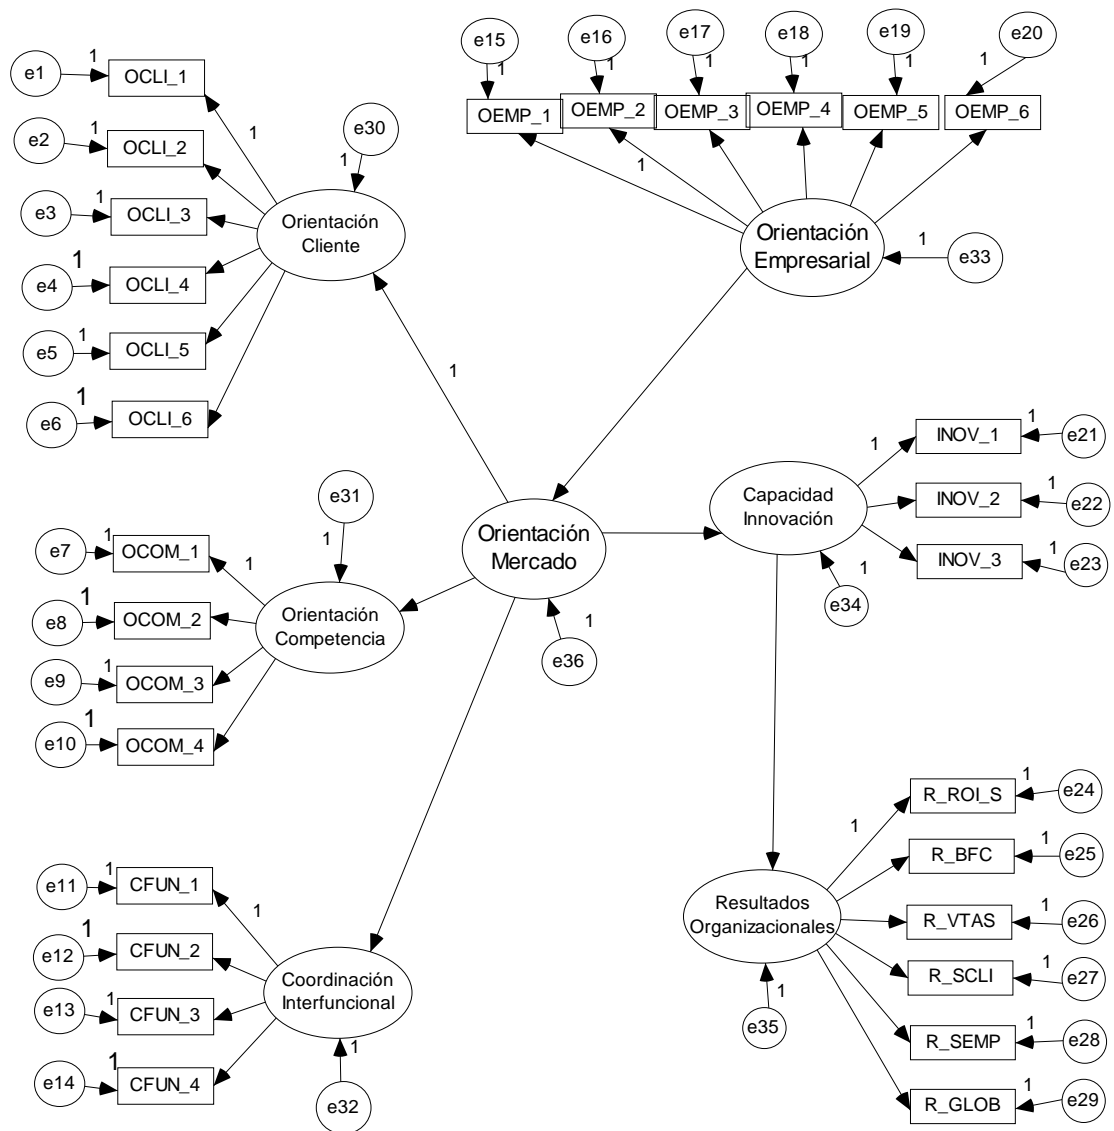 e15
e16
e17
e18
e19
e20
1
1
1
1
1
1
OEMP_1
OEMP_2
OEMP_3
OEMP_4
OEMP_5
OEMP_6
1
Orientación
Empresarial
1
e33
e1
1
OCLI_1
1
e2
1
OCLI_2
e3
1
OCLI_3
e4
1
OCLI_4
e5
1
OCLI_5
e6
1
OCLI_6
e30
1
Orientación
Cliente
1
e31
1
e7
1
OCOM_1
1
e8
1
OCOM_2
e9
1
OCOM_3
e10
1
OCOM_4
Orientación
Competencia
Orientación
Mercado
1
e36
Capacidad
Innovación
1
e34
1
INOV_1
1
e21
INOV_2
1
e22
INOV_3
1
e23
e11
1
CFUN_1
1
e12
1
CFUN_2
e13
1
CFUN_3
e14
1
CFUN_4
Coordinación
Interfuncional
1
e32
Resultados
Organizacionales
1
e35
1
R_ROI_S
1
e24
R_BFC
1
e25
R_VTAS
1
e26
R_SCLI
1
e27
R_SEMP
1
e28
R_GLOB
1
e29